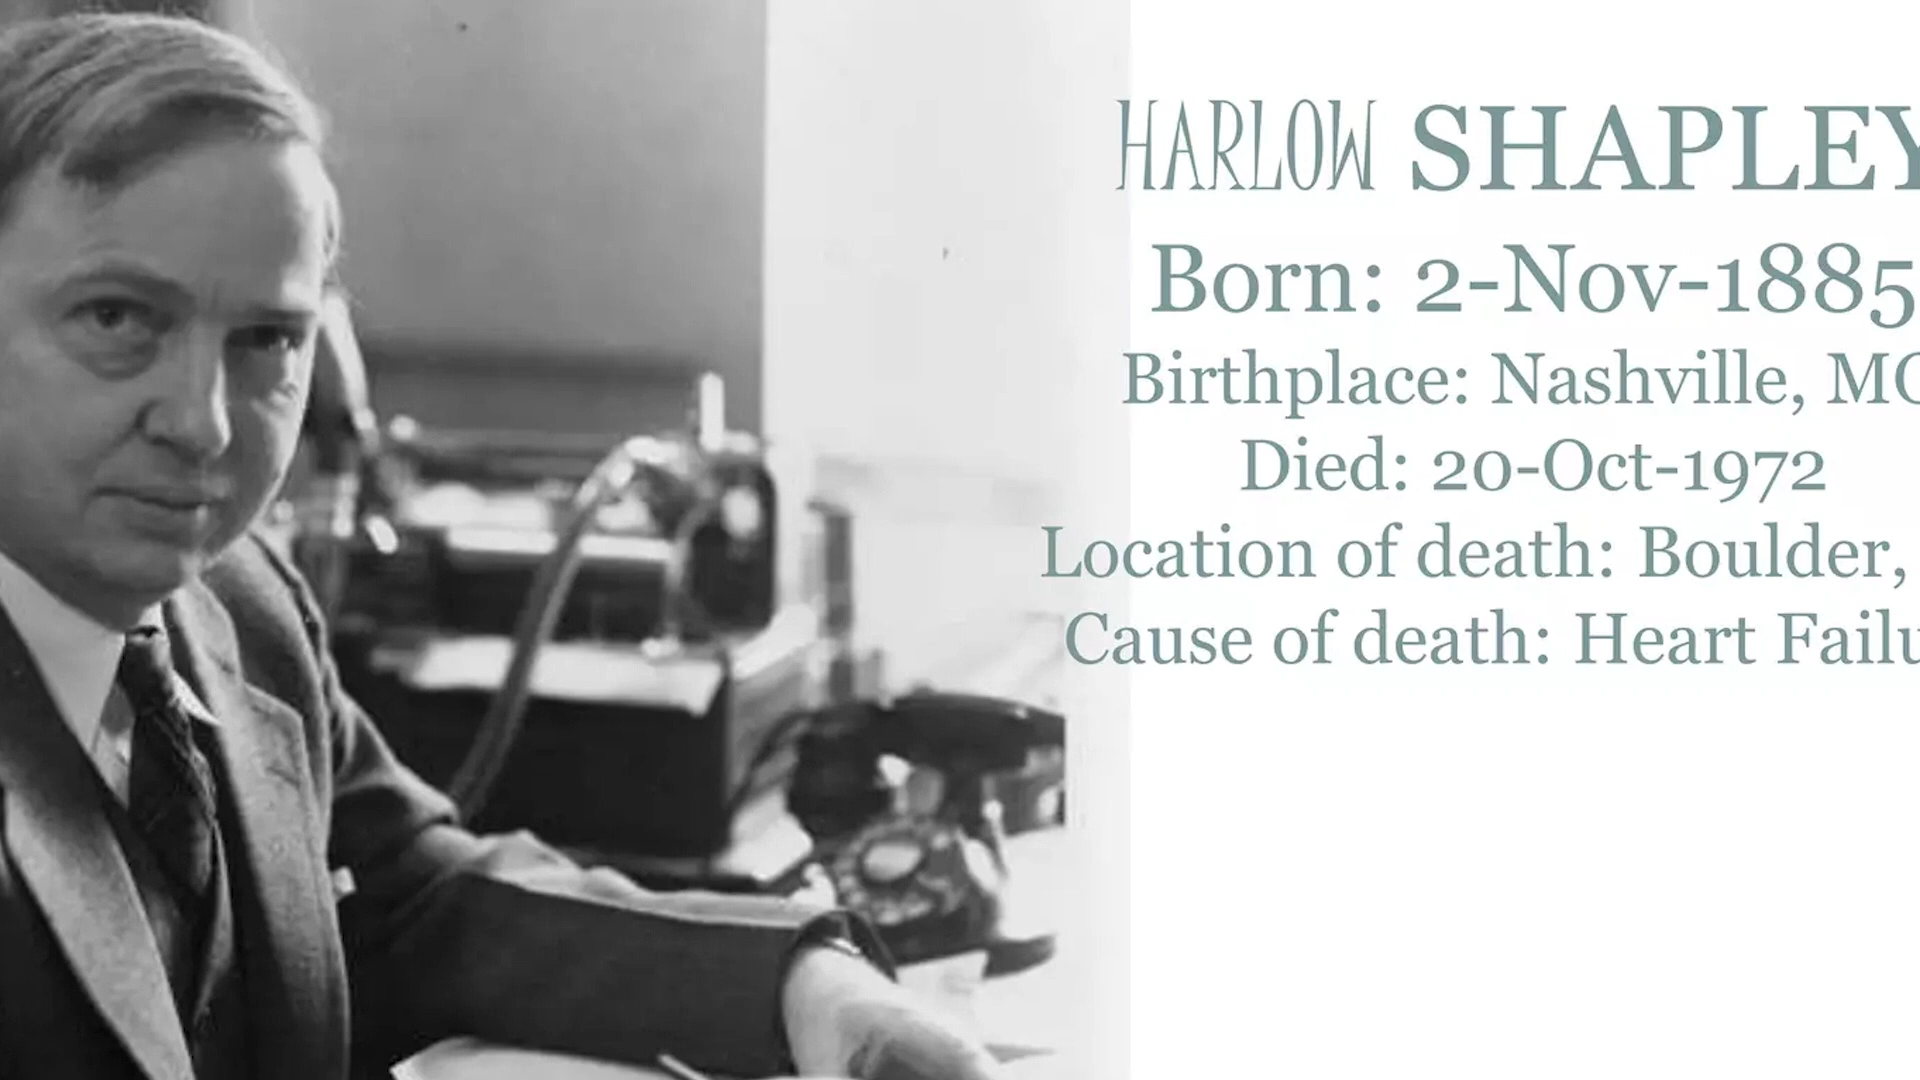 HARLOW SHAPLEY
Born: 2-Nov-1885
Birthplace: Nashville, MO
Died: 20-Oct-1972
Location of death: Boulder,
Cause of death: Heart Failu